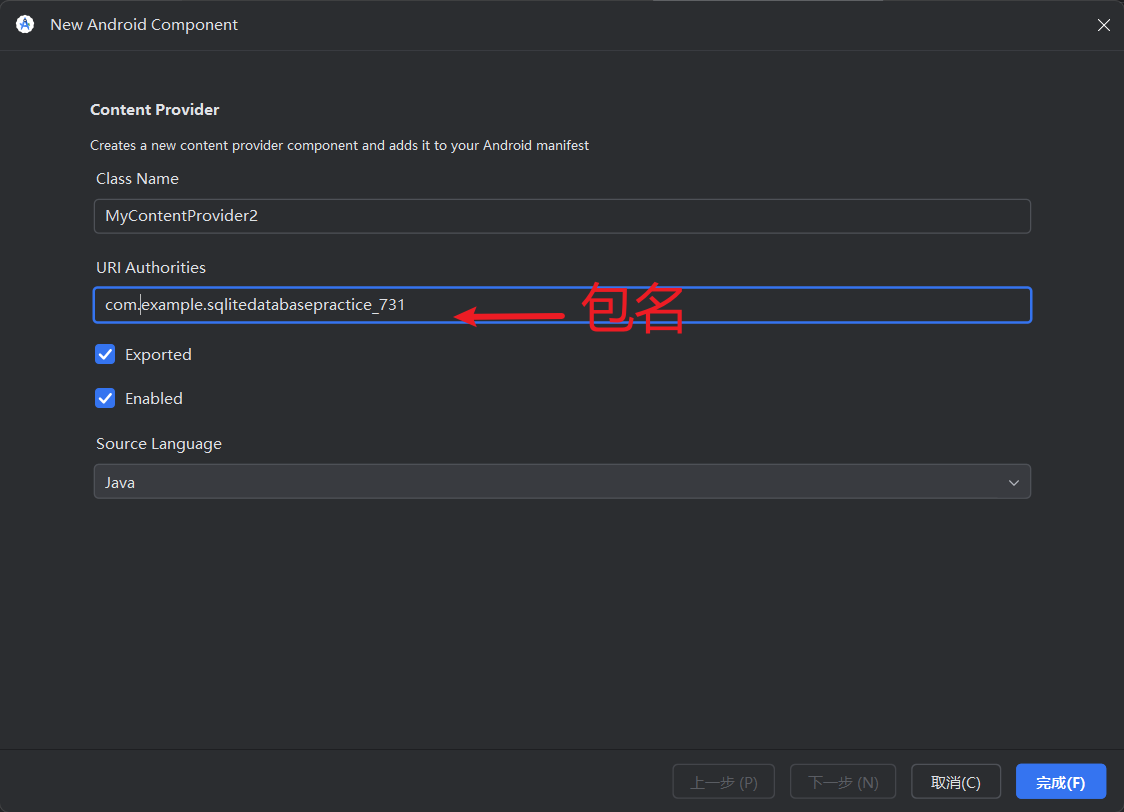 New Android Component
Content Provider
Creates a new content provider component and adds it to your Android manifest
Class Name
MyContentProvider2
URI Authorities
com.example.sqlitedatabasepractice_731
包名
Exported
Enabled
Source Language
Java
上一步 (P)
下一步 (N)
取消(C)
完成(F)